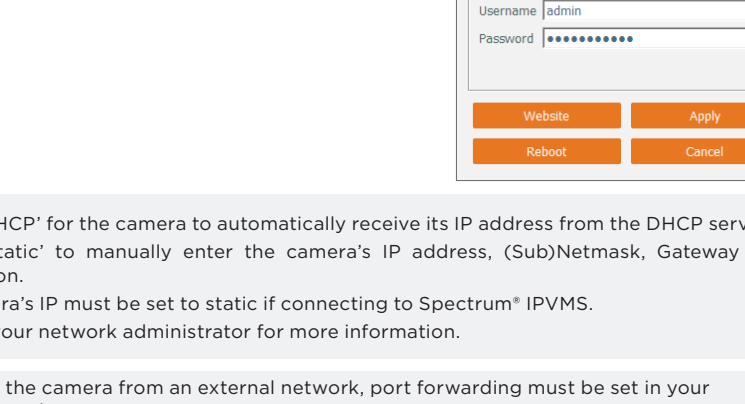 Username admin
Password ●●●●●●●●●●●
Website Apply
Reboot Cancel
HCP’ for the camera to automatically receive its IP address from the DHCP serv
tatic’ to manually enter the camera’s IP address, (Sub)Netmask, Gateway
on.
ra’s IP must be set to static if connecting to Spectrum® IPVMS.
your network administrator for more information.
the camera from an external network, port forwarding must be set in your